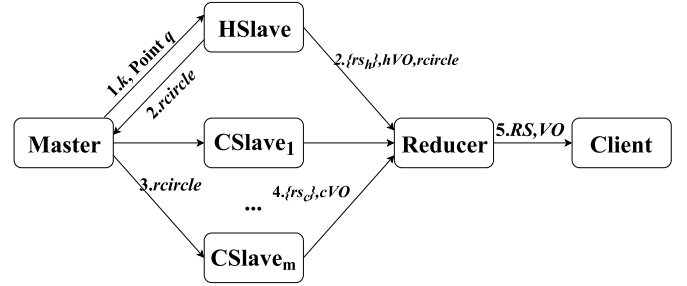 HSlave
1.k, Point q
2.rcircle
2.{rsₕ},hVO,rcircle
Master
CSlave₁
Reducer
5.RS,VO
Client
3.rcircle
...
4.{rs_c},cVO
CSlaveₘ